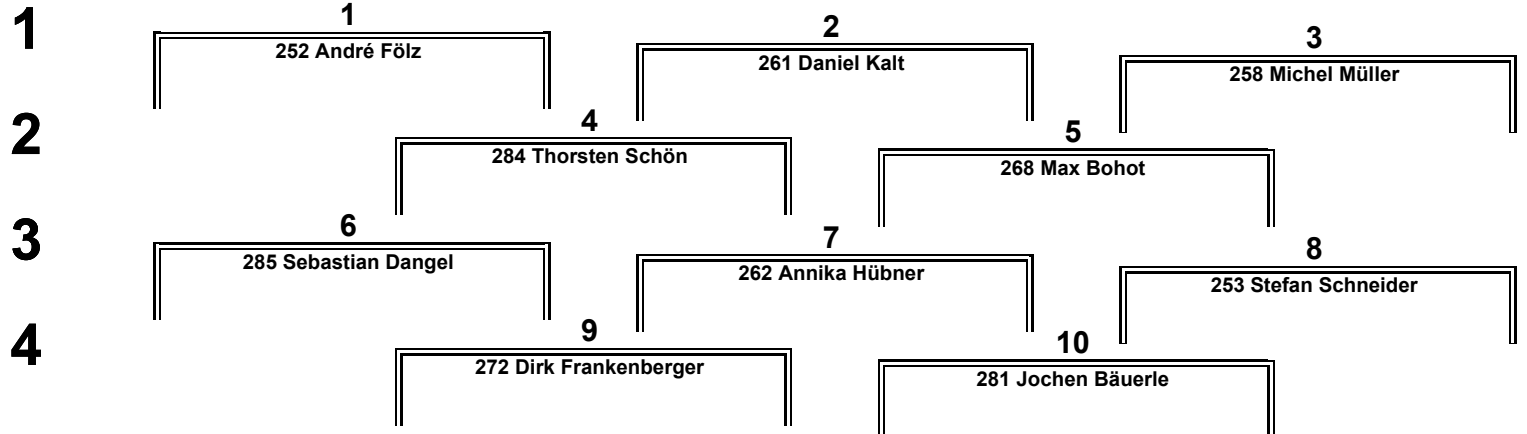 1
1
252 André Fölz
2
261 Daniel Kalt
3
258 Michel Müller
2
4
284 Thorsten Schön
5
268 Max Bohot
3
6
285 Sebastian Dangel
7
262 Annika Hübner
8
253 Stefan Schneider
4
9
272 Dirk Frankenberger
10
281 Jochen Bäuerle